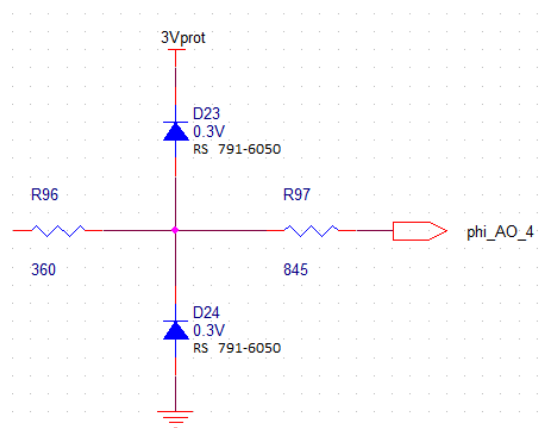 3Vprot
D23
0.3V
RS 791-6050
R96
R97
phi_AO_4
360
845
D24
0.3V
RS 791-6050